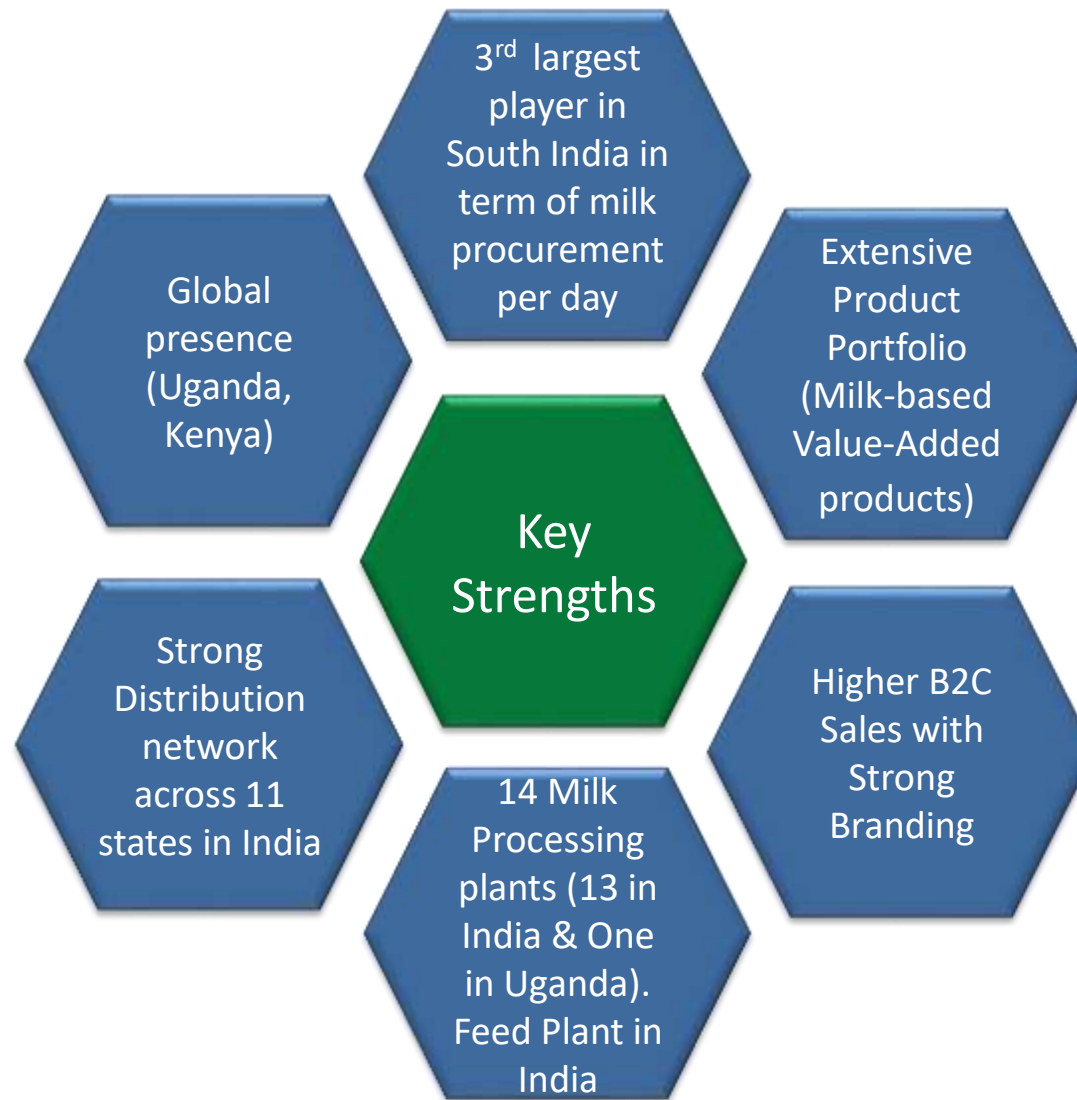 3rd largest
player in
South India in
term of milk
procurement
per day
Extensive
Product
Portfolio
(Milk-based
Value-Added
products)
Higher B2C
Sales with
Strong
Branding
14 Milk
Processing
plants (13 in
India & One
in Uganda).
Feed Plant in
India
Strong
Distribution
network
across 11
states in India
Global
presence
(Uganda,
Kenya)
Key
Strengths